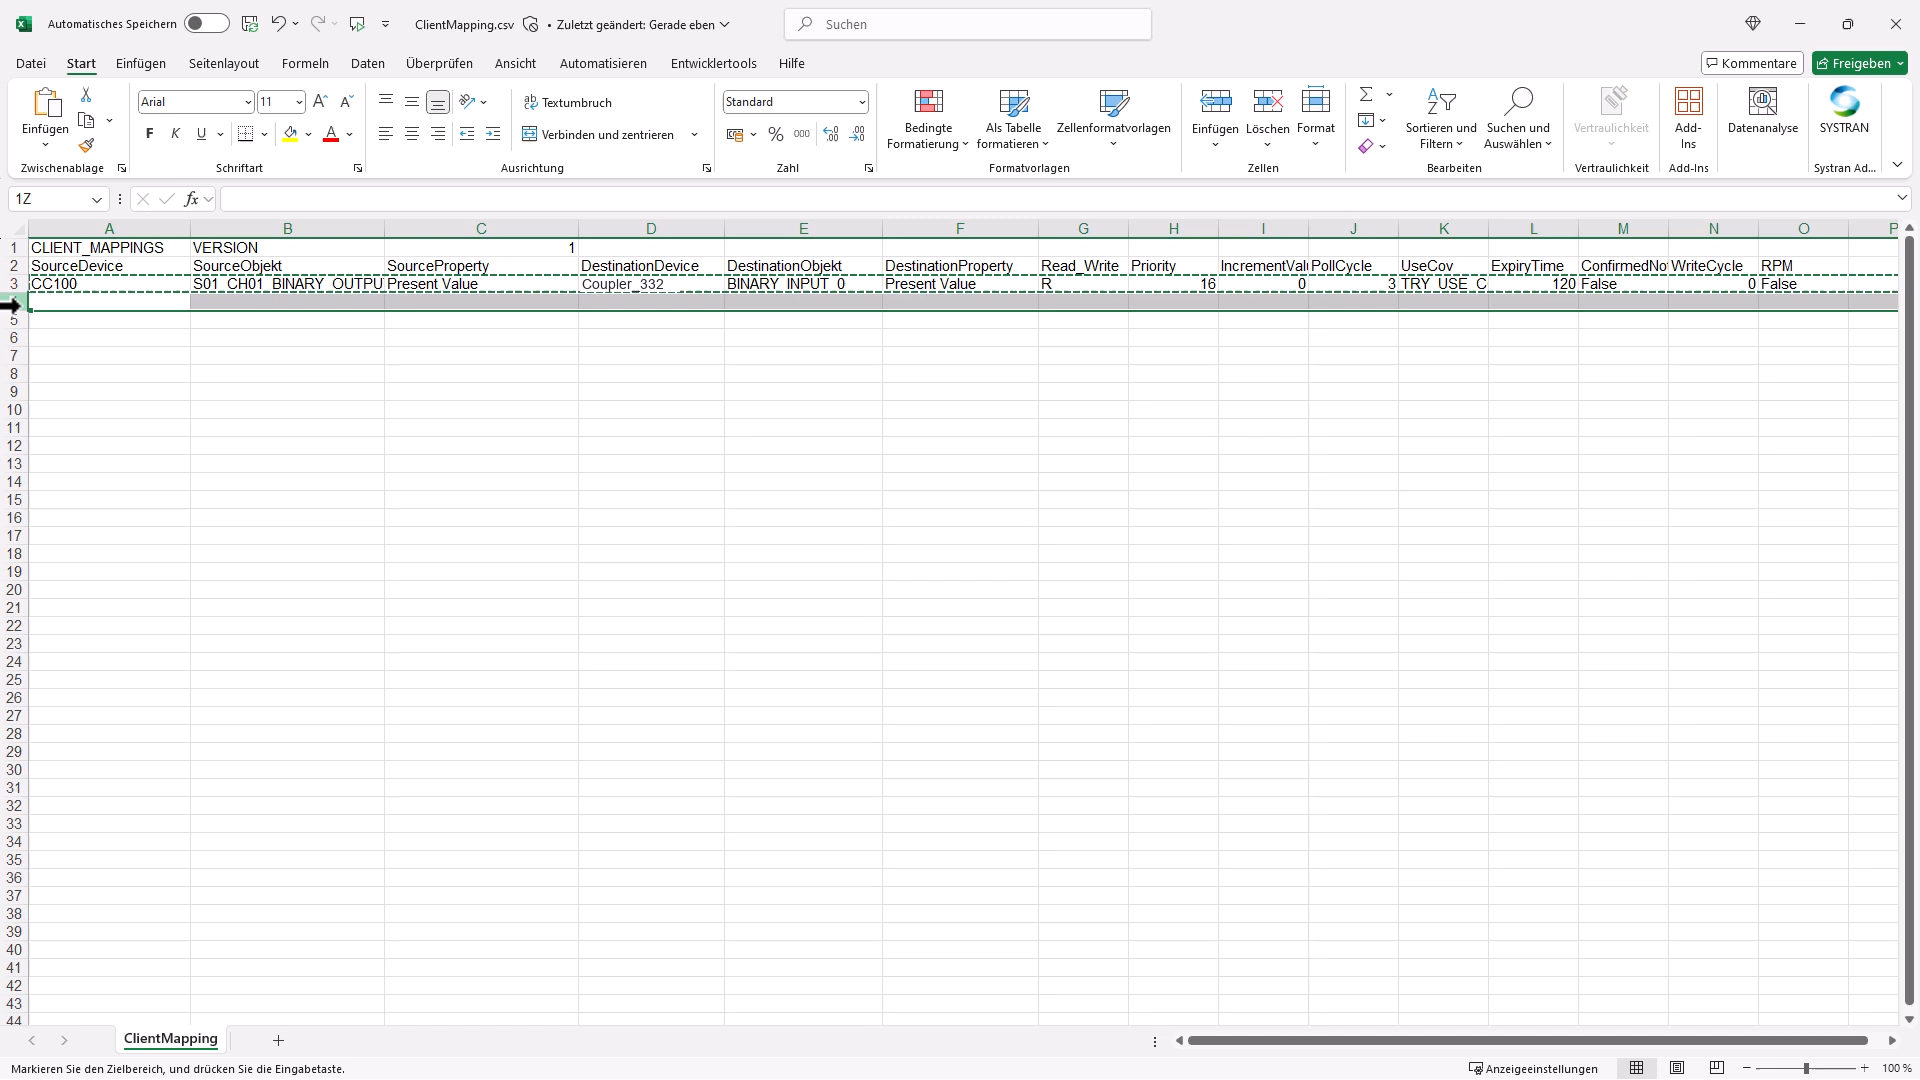 Automatisches Speichern
ClientMapping.csv
• Zuletzt geändert: Gerade eben
Suchen
Datei Start Einfügen Seitenlayout Formeln Daten Überprüfen Ansicht Automatisieren Entwicklertools Hilfe
Kommentare
Freigeben
Einfügen
Zwischenablage
Arial 11
F K U
Schriftart
Textumbruch
Verbinden und zentrieren
Ausrichtung
Standard
% 000
Zahl
Bedingte Formatierung
Als Tabelle formatieren
Zellenformatvorlagen
Formatvorlagen
Einfügen Löschen Format
Zellen
Sortieren und Filtern
Suchen und Auswählen
Bearbeiten
Vertraulichkeit
Vertraulichkeit
Add-Ins
Add-Ins
Datenanalyse
SYSTRAN
Systran Ad...
1Z
fx
A B C D E F G H I J K L M N O P
1 CLIENT_MAPPINGS VERSION 1
2 SourceDevice SourceObjekt SourceProperty DestinationDevice DestinationObjekt DestinationProperty Read_Write Priority IncrementValu PollCycle UseCov ExpiryTime ConfirmedNot WriteCycle RPM
3 CC100 S01_CH01_BINARY_OUTPU Present Value Coupler_332 BINARY_INPUT_0 Present Value R 16 0 3 TRY_USE_C 120 False 0 False
5
6
7
8
9
10
11
12
13
14
15
16
17
18
19
20
21
22
23
24
25
26
27
28
29
30
31
32
33
34
35
36
37
38
39
40
41
42
43
44
ClientMapping
Markieren Sie den Zielbereich, und drücken Sie die Eingabetaste.
Anzeigeeinstellungen
100 %